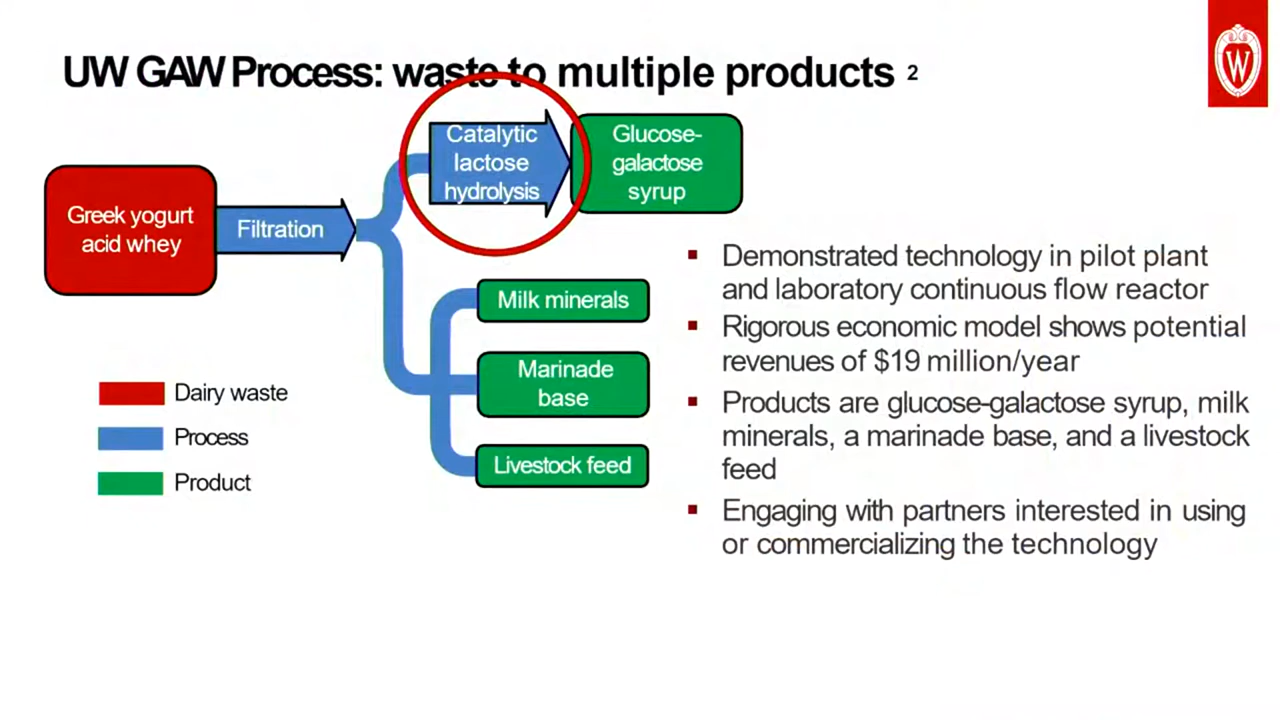 UW GAW Process: waste to multiple products 2
W
Catalytic
lactose
hydrolysis
Glucose-
galactose
syrup
Greek yogurt
acid whey
Filtration
Milk minerals
Marinade
base
Livestock feed
Dairy waste
Process
Product
▪ Demonstrated technology in pilot plant
and laboratory continuous flow reactor
▪ Rigorous economic model shows potential
revenues of $19 million/year
▪ Products are glucose-galactose syrup, milk
minerals, a marinade base, and a livestock
feed
▪ Engaging with partners interested in using
or commercializing the technology